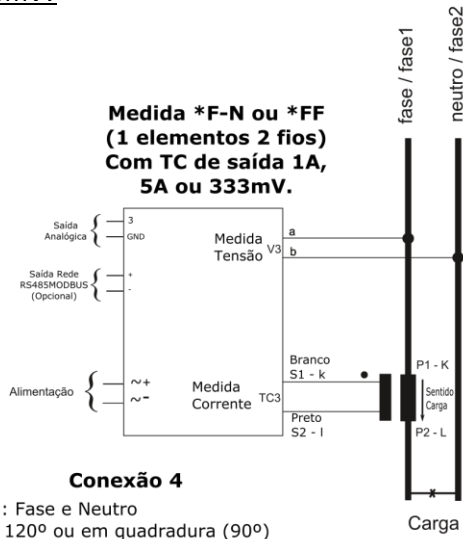 fase / fase1
neutro / fase2
Medida *F-N ou *FF
(1 elementos 2 fios)
Com TC de saída 1A,
5A ou 333mV.
Saída
Analógica
3
GND
Medida
Tensão
V3
a
b
Saída Rede
RS485MODBUS
(Opcional)
+
-
Alimentação
~+
~-
Medida
Corrente
TC3
Branco
S1 - k
Preto
S2 - l
P1 - K
Sentido
Carga
P2 - L
Conexão 4
: Fase e Neutro
120º ou em quadratura (90º)
Carga